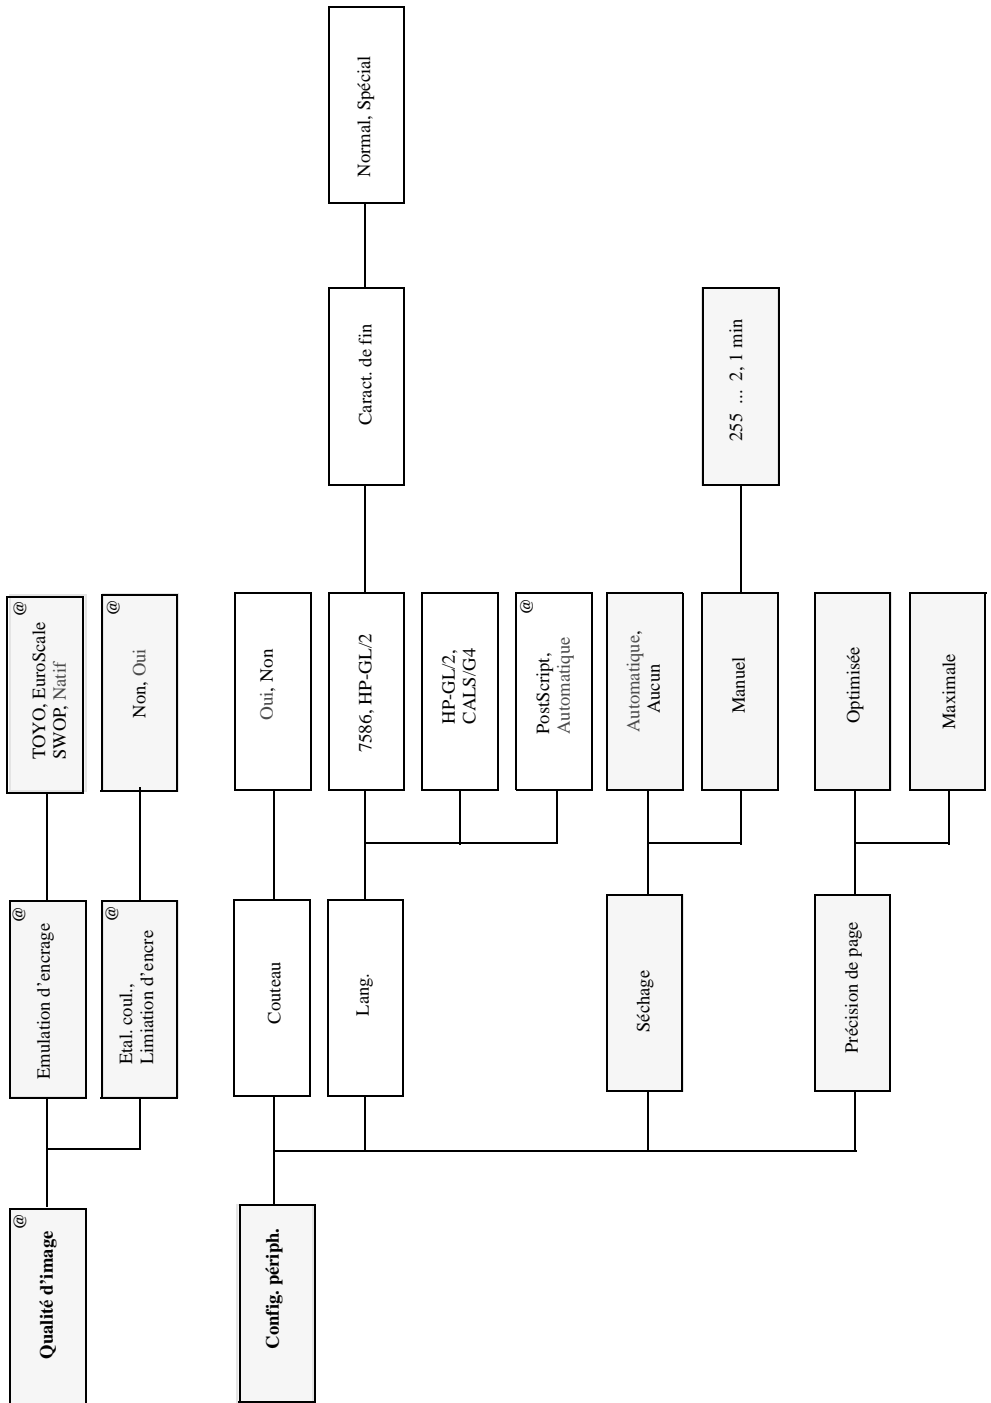 @
Qualité d'image
@
Emulation d'encrage
@
TOYO, EuroScale
SWOP, Natif
@
Etal. coul.,
Limiation d'encre
@
Non, Oui
Config. périph.
Couteau
Oui, Non
Lang.
7586, HP-GL/2
Caract. de fin
Normal, Spécial
HP-GL/2,
CALS/G4
@
PostScript,
Automatique
Séchage
Automatique,
Aucun
Manuel
255 ... 2, 1 min
Précision de page
Optimisée
Maximale